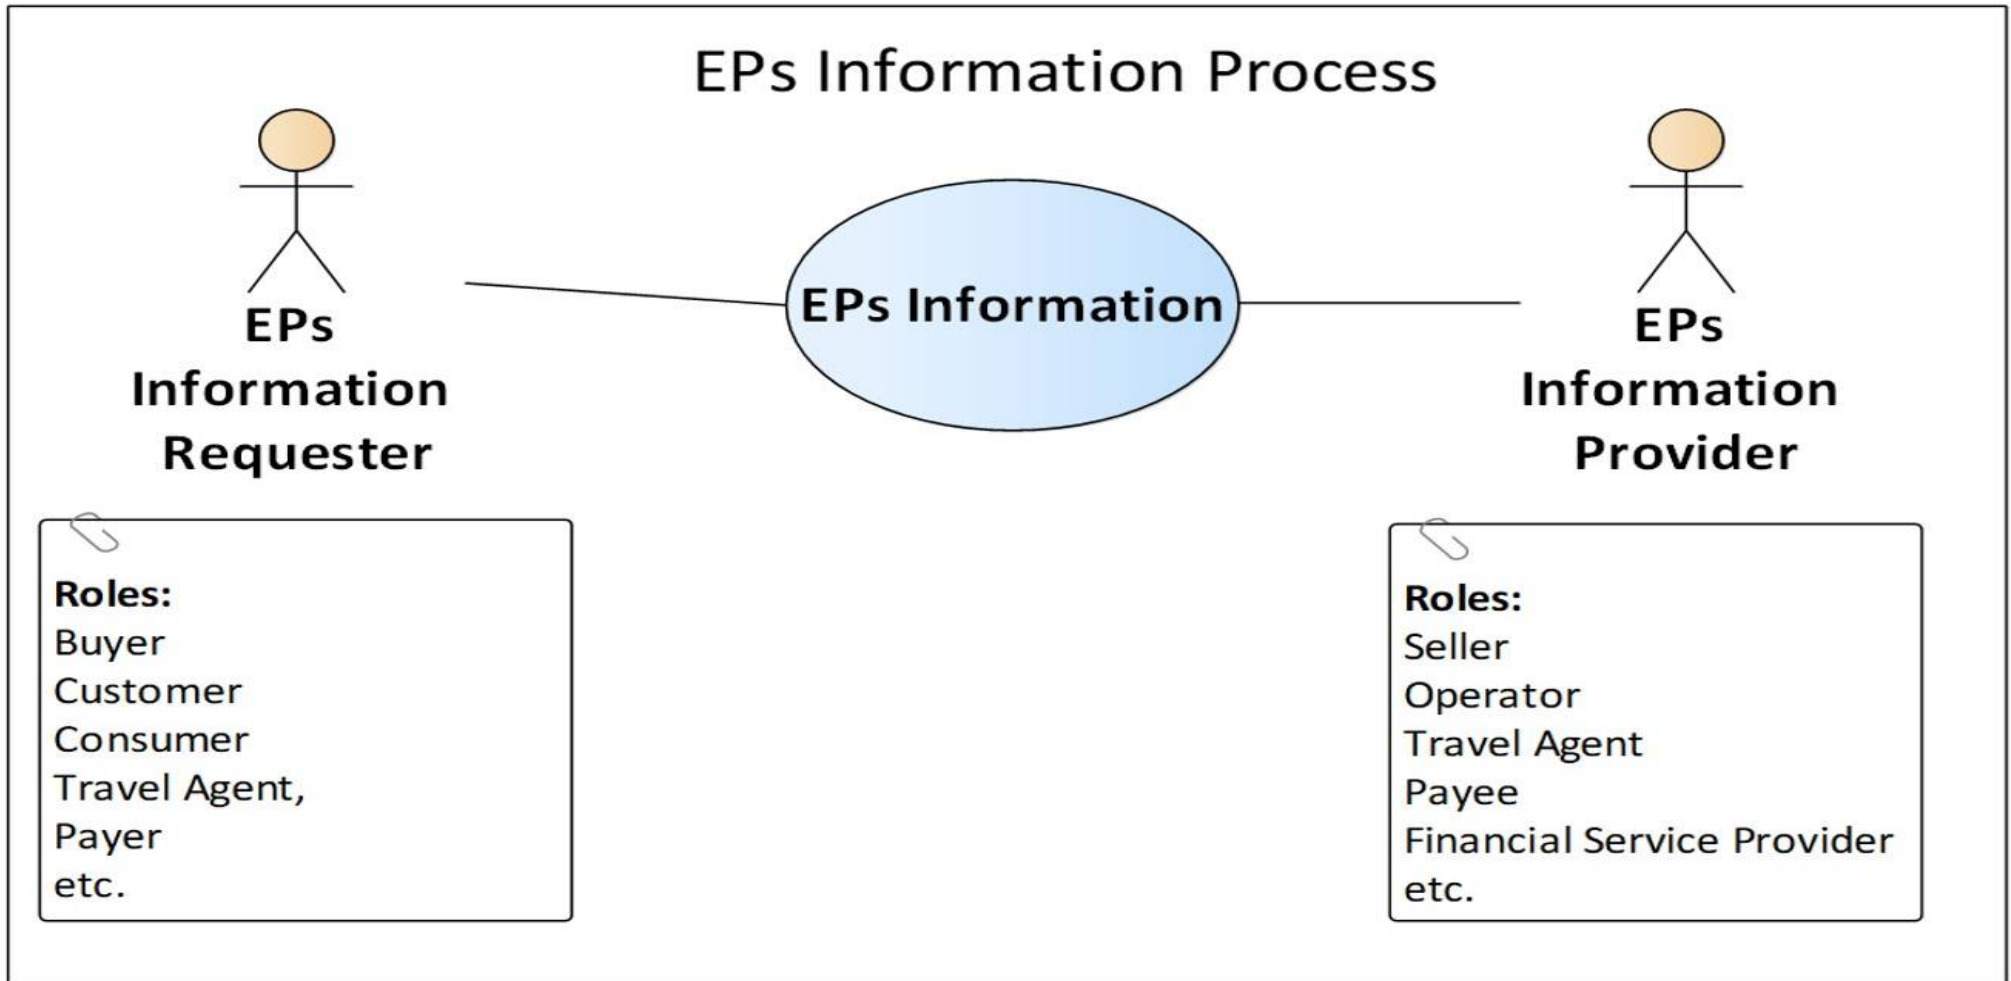 EPs Information Process
EPs
Information
Requester
EPs Information
EPs
Information
Provider
Roles:
Buyer
Customer
Consumer
Travel Agent,
Payer
etc.
Roles:
Seller
Operator
Travel Agent
Payee
Financial Service Provider
etc.